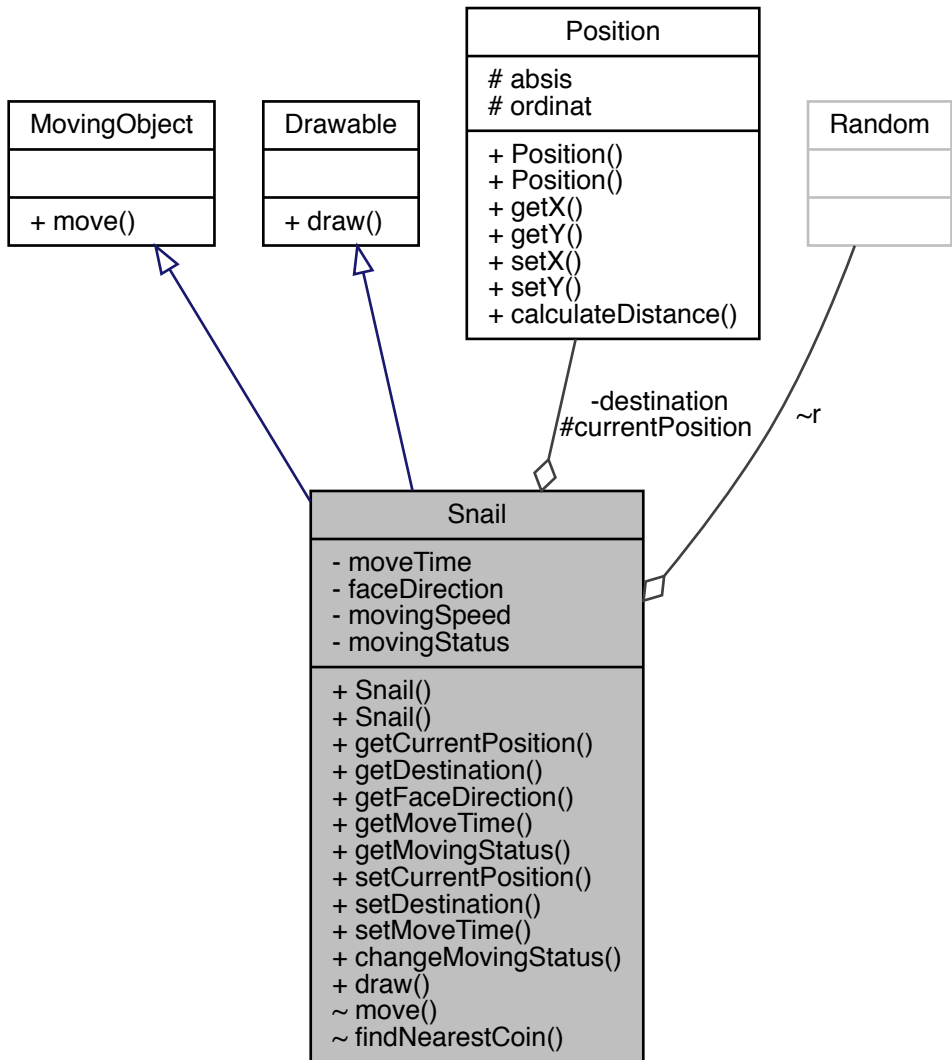 Position
# absis
# ordinat
+ Position()
+ Position()
+ getX()
+ getY()
+ setX()
+ setY()
+ calculateDistance()
MovingObject
+ move()
Drawable
+ draw()
Random
-destination
#currentPosition
~r
Snail
- moveTime
- faceDirection
- movingSpeed
- movingStatus
+ Snail()
+ Snail()
+ getCurrentPosition()
+ getDestination()
+ getFaceDirection()
+ getMoveTime()
+ getMovingStatus()
+ setCurrentPosition()
+ setDestination()
+ setMoveTime()
+ changeMovingStatus()
+ draw()
~ move()
~ findNearestCoin()